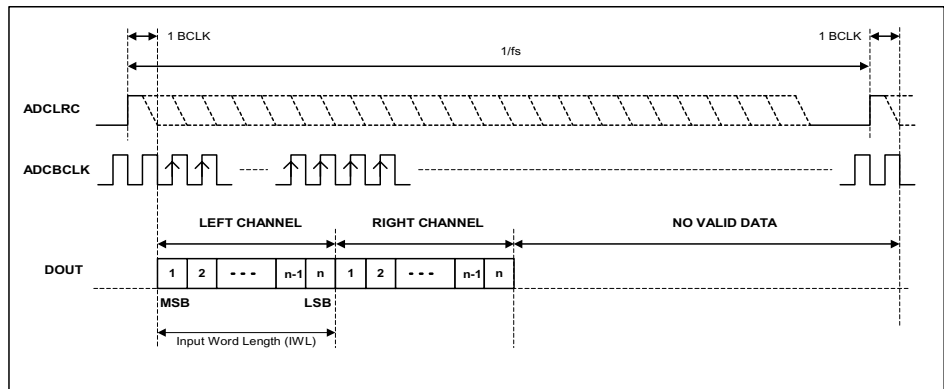 1 BCLK
1 BCLK
1/fs
ADCLRC
ADCBCLK
LEFT CHANNEL
RIGHT CHANNEL
NO VALID DATA
DOUT
1 2 - - - n-1 n 1 2 - - - n-1 n
MSB
LSB
Input Word Length (IWL)